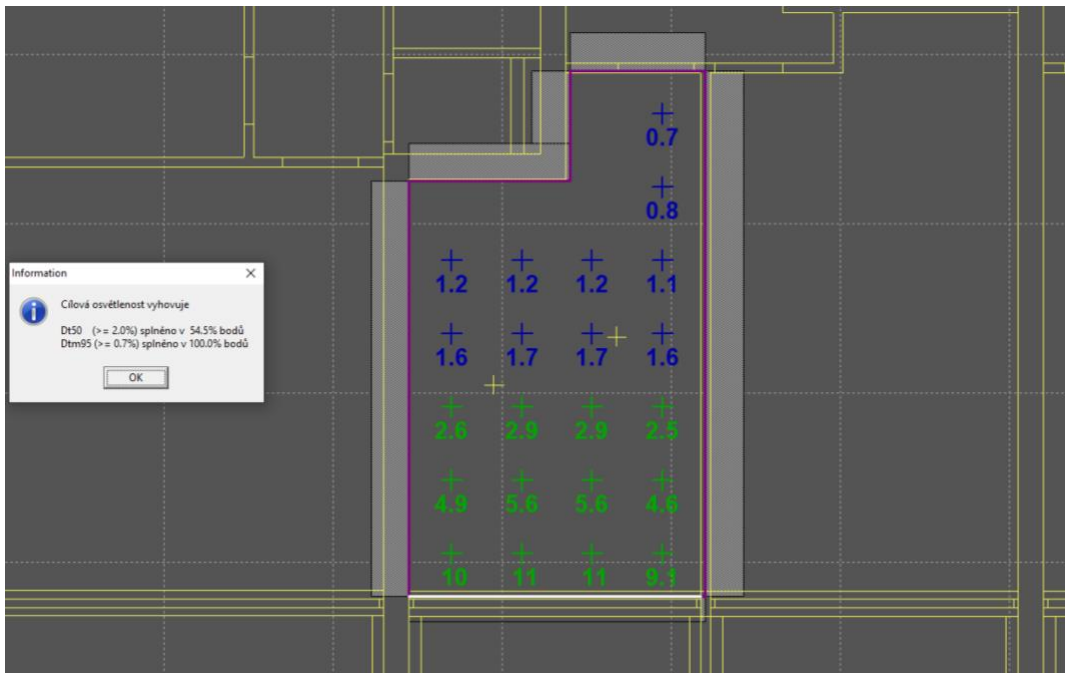 0.7
0.8
Information
1.2 1.2 1.2 1.1
Cílová osvětlenost vyhovuje
Dt50 (>= 2.0%) splněno v 54.5% bodů
Dtm95 (>= 0.7%) splněno v 100.0% bodů
1.6 1.7 1.7 1.6
OK
2.6 2.9 2.9 2.5
4.9 5.6 5.6 4.6
10 11 11 9.1